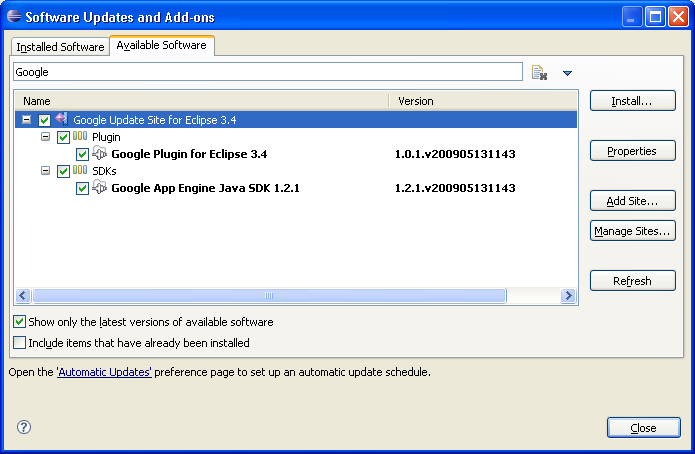 Software Updates and Add-ons
Installed Software Available Software
Google
Name Version
Install...
Google Update Site for Eclipse 3.4
Plugin
Google Plugin for Eclipse 3.4 1.0.1.v200905131143
Properties
SDKs
Google App Engine Java SDK 1.2.1 1.2.1.v200905131143
Add Site...
Manage Sites...
Refresh
Show only the latest versions of available software
Include items that have already been installed
Open the 'Automatic Updates' preference page to set up an automatic update schedule.
?
Close